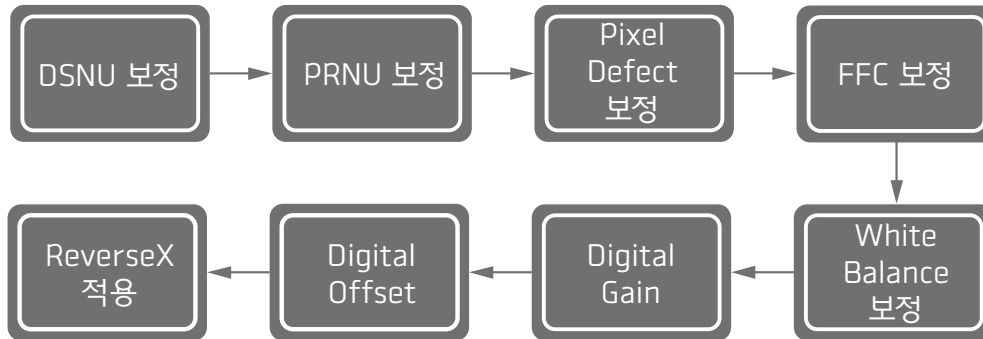 DSNU 보정
PRNU 보정
Pixel
Defect
보정
FFC 보정
White
Balance
보정
Digital
Gain
Digital
Offset
ReverseX
적용